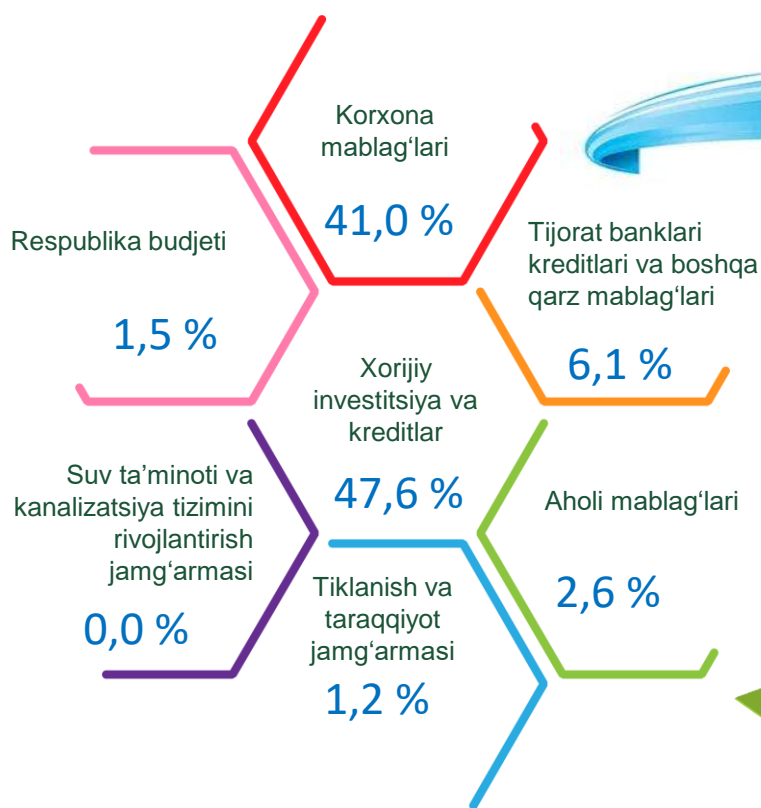 Korxona
mablag‘lari
41,0 %
Respublika budjeti
1,5 %
Tijorat banklari
kreditlari va boshqa
qarz mablag‘lari
6,1 %
Xorijiy
investitsiya va
kreditlar
47,6 %
Suv ta’minoti va
kanalizatsiya tizimini
rivojlantirish
jamg‘armasi
0,0 %
Aholi mablag‘lari
2,6 %
Tiklanish va
taraqqiyot
jamg‘armasi
1,2 %